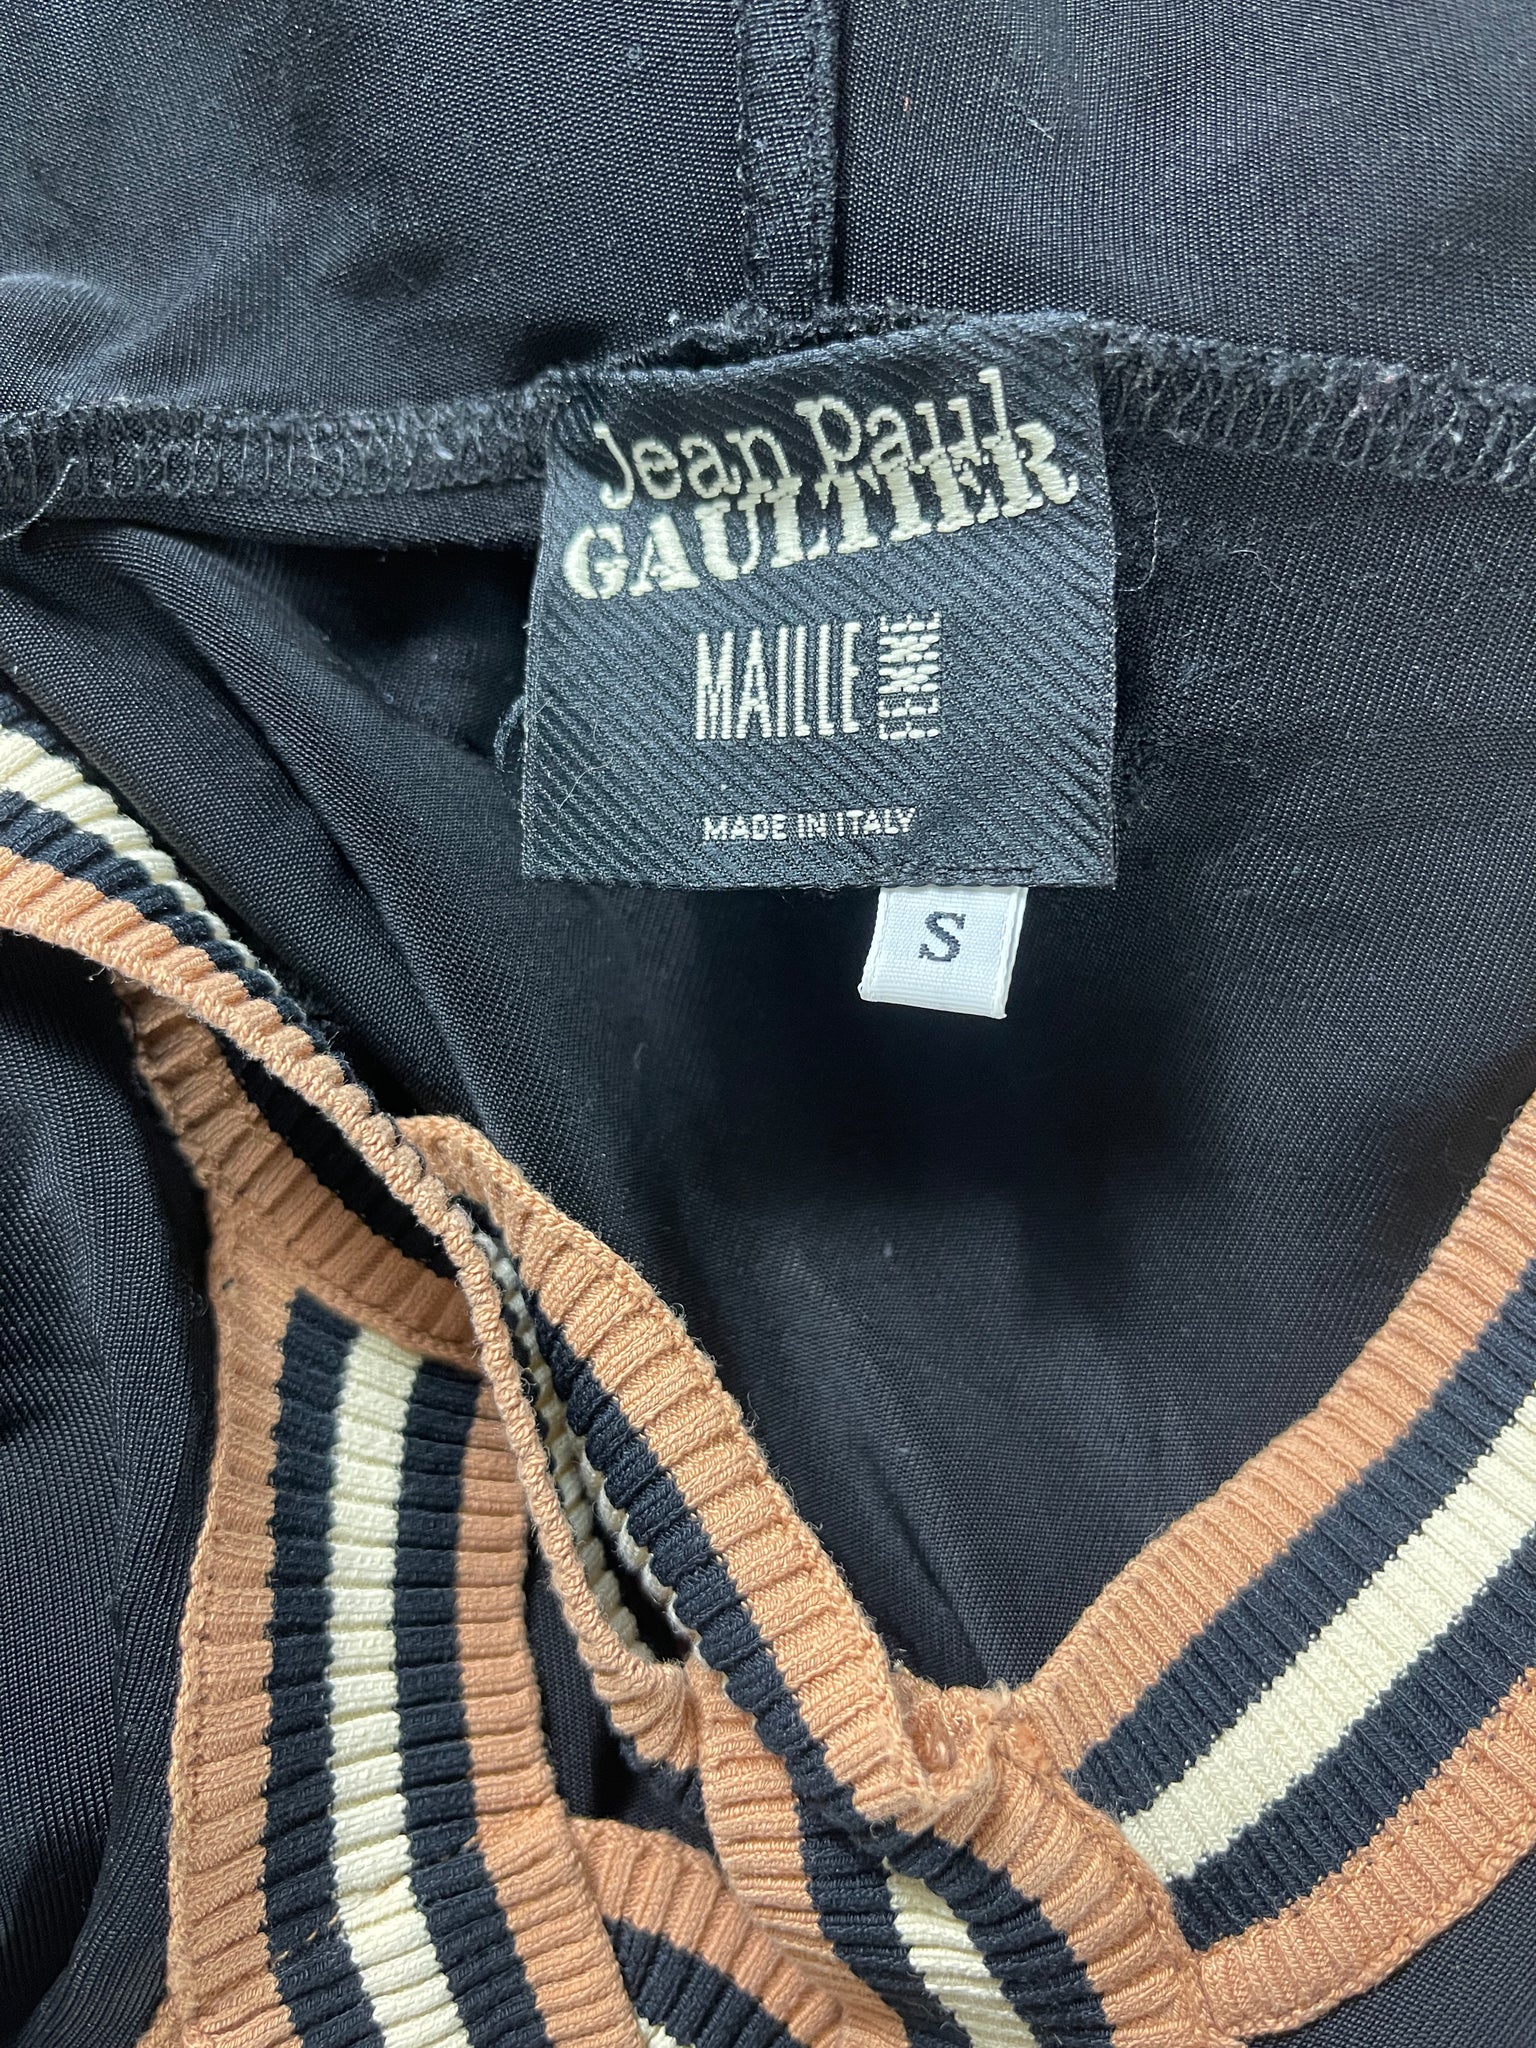 Jean Paul
GAULTIER
MAILLE FEMME
MADE IN ITALY
S